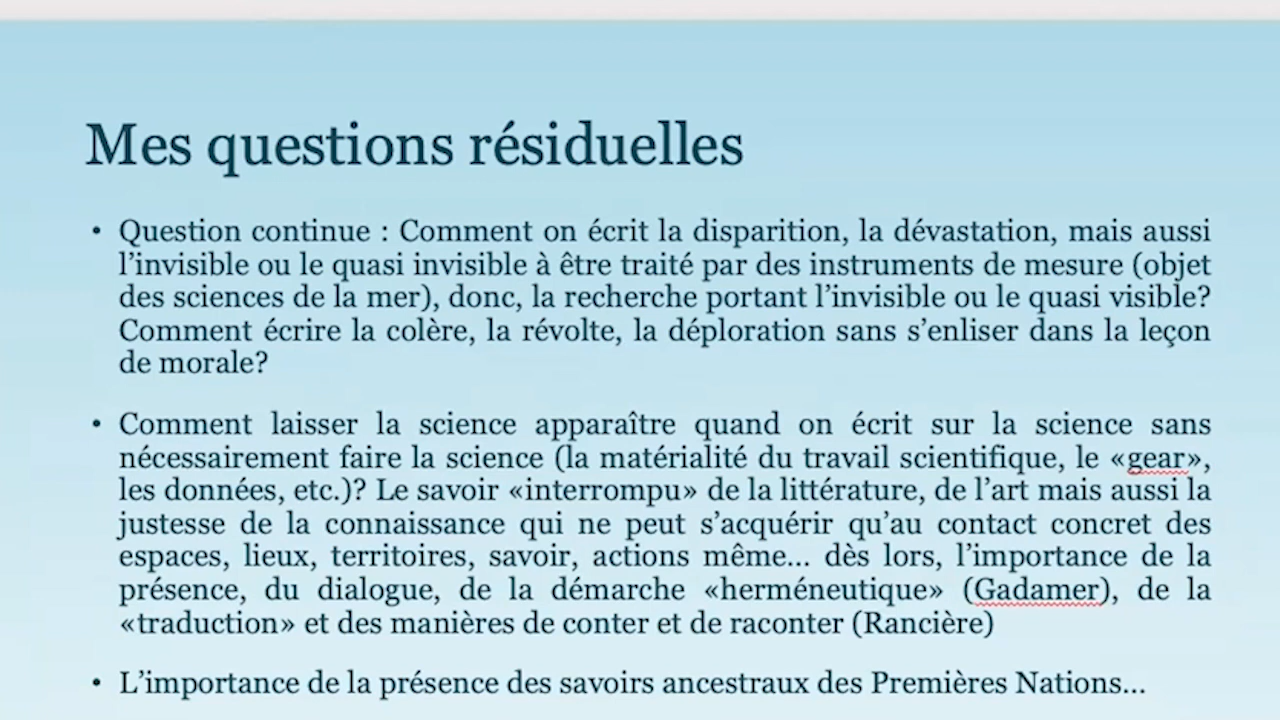 Mes questions résiduelles
• Question continue : Comment on écrit la disparition, la dévastation, mais aussi
l’invisible ou le quasi invisible à être traité par des instruments de mesure (objet
des sciences de la mer), donc, la recherche portant l’invisible ou le quasi visible?
Comment écrire la colère, la révolte, la déploration sans s’enliser dans la leçon
de morale?
• Comment laisser la science apparaître quand on écrit sur la science sans
nécessairement faire la science (la matérialité du travail scientifique, le «gear»,
les données, etc.)? Le savoir «interrompu» de la littérature, de l’art mais aussi la
justesse de la connaissance qui ne peut s’acquérir qu’au contact concret des
espaces, lieux, territoires, savoir, actions même... dès lors, l’importance de la
présence, du dialogue, de la démarche «herméneutique» (Gadamer), de la
«traduction» et des manières de conter et de raconter (Rancière)
• L’importance de la présence des savoirs ancestraux des Premières Nations...